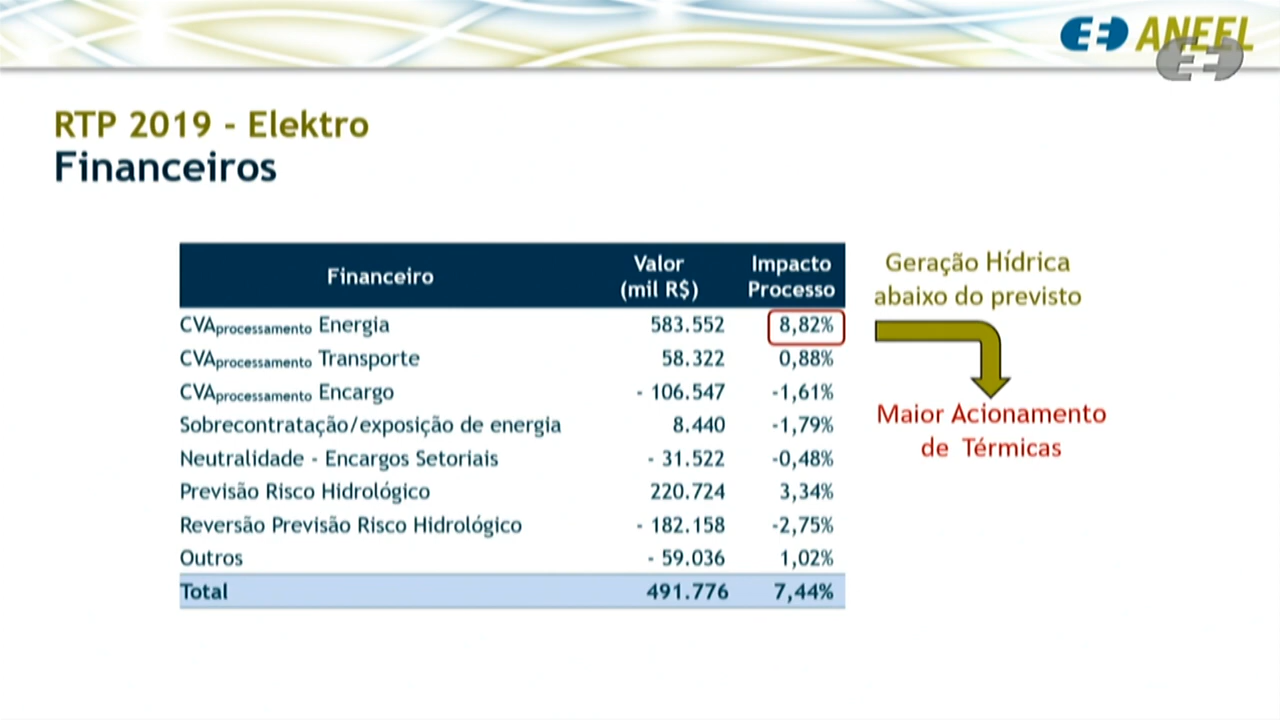 ANEEL
RTP 2019 - Elektro
Financeiros
Financeiro Valor (mil R$) Impacto Processo
CVAprocessamento Energia 583.552 8,82%
CVAprocessamento Transporte 58.322 0,88%
CVAprocessamento Encargo - 106.547 -1,61%
Sobrecontratação/exposição de energia 8.440 -1,79%
Neutralidade - Encargos Setoriais - 31.522 -0,48%
Previsão Risco Hidrológico 220.724 3,34%
Reversão Previsão Risco Hidrológico - 182.158 -2,75%
Outros - 59.036 1,02%
Total 491.776 7,44%
Geração Hídrica
abaixo do previsto
Maior Acionamento
de Térmicas